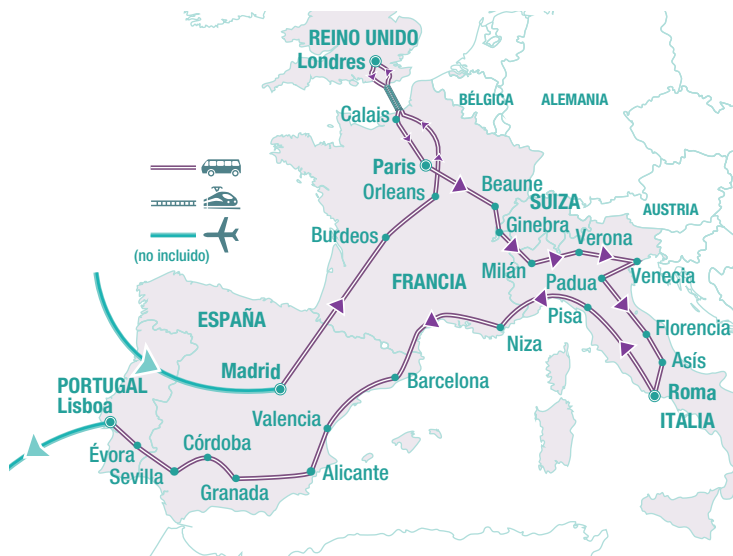 REINO UNIDO
Londres
BÉLGICA
ALEMANIA
Calais
Paris
Orleans
Beaune
SUIZA
AUSTRIA
Ginebra
Verona
(no incluido)
Burdeos
Milán
Padua
Venecia
FRANCIA
Pisa
ESPAÑA
Florencia
Niza
Asís
Madrid
Barcelona
Roma
PORTUGAL
Lisboa
ITALIA
Valencia
Córdoba
Évora
Sevilla
Alicante
Granada